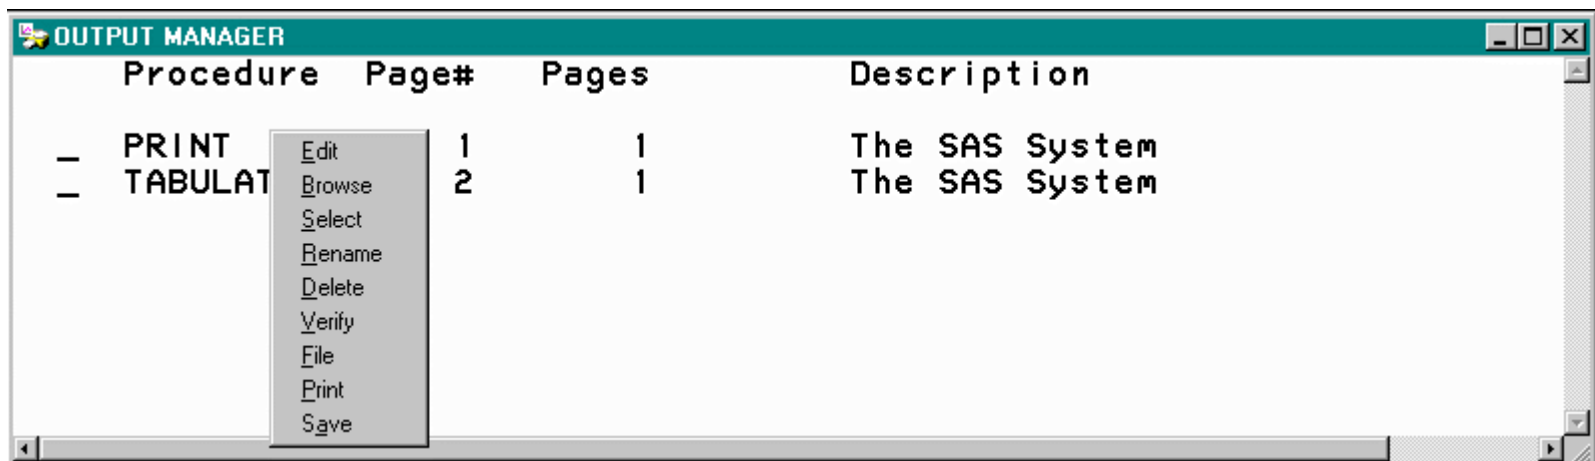 OUTPUT MANAGER
Procedure Page# Pages Description
_ PRINT 1 1 The SAS System
_ TABULAT 2 1 The SAS System
Edit
Browse
Select
Rename
Delete
Verify
File
Print
Save